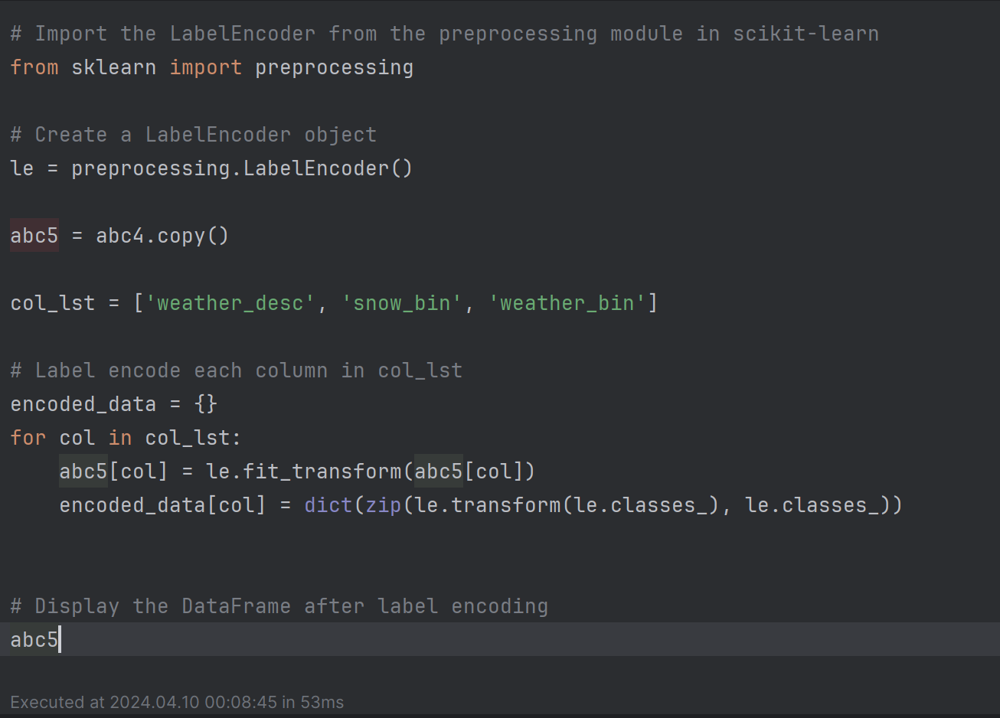 # Import the LabelEncoder from the preprocessing module in scikit-learn
from sklearn import preprocessing
# Create a LabelEncoder object
le = preprocessing.LabelEncoder()
abc5 = abc4.copy()
col_lst = ['weather_desc', 'snow_bin', 'weather_bin']
# Label encode each column in col_lst
encoded_data = {}
for col in col_lst:
    abc5[col] = le.fit_transform(abc5[col])
    encoded_data[col] = dict(zip(le.transform(le.classes_), le.classes_))
# Display the DataFrame after label encoding
abc5
Executed at 2024.04.10 00:08:45 in 53ms